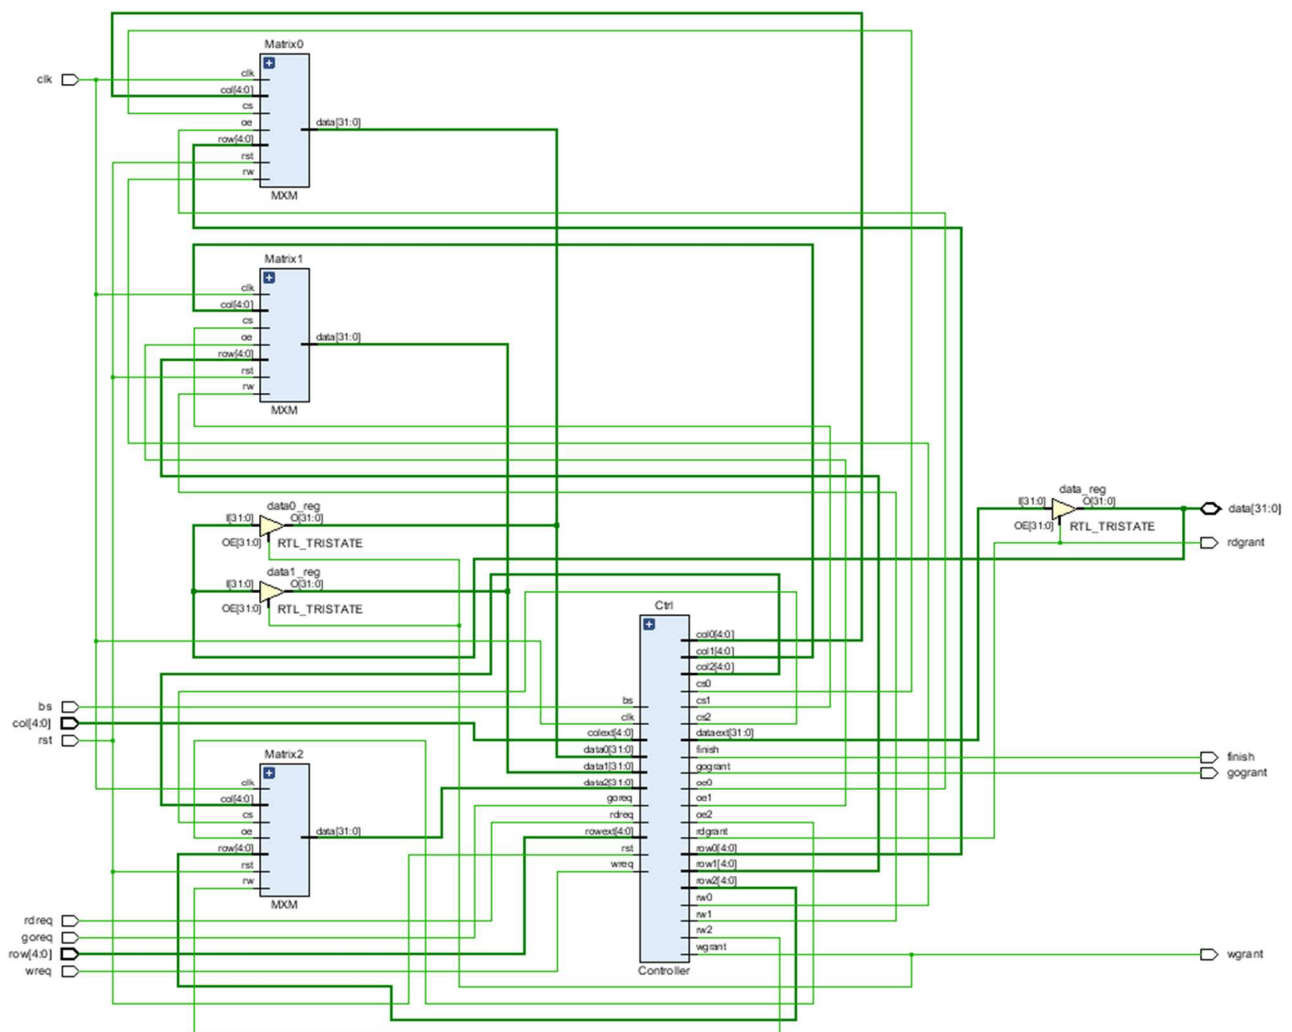 Matrix0
clk
clk
col[4:0]
cs
oe
data[31:0]
row[4:0]
rst
rw
MXM
Matrix1
clk
col[4:0]
cs
oe
data[31:0]
row[4:0]
rst
rw
MXM
data0_reg
I[31:0]
O[31:0]
OE[31:0]
RTL_TRISTATE
data1_reg
I[31:0]
O[31:0]
OE[31:0]
RTL_TRISTATE
data_reg
I[31:0]
O[31:0]
OE[31:0]
RTL_TRISTATE
data[31:0]
rdgrant
Ctrl
bs
clk
colext[4:0]
data0[31:0]
data1[31:0]
data2[31:0]
goreq
rdreq
rowext[4:0]
rst
wreq
col0[4:0]
col1[4:0]
col2[4:0]
cs0
cs1
cs2
dataext[31:0]
finish
gogrant
oe0
oe1
oe2
rdgrant
row0[4:0]
row1[4:0]
row2[4:0]
rw0
rw1
rw2
wgrant
Controller
bs
col[4:0]
rst
Matrix2
clk
col[4:0]
cs
oe
data[31:0]
row[4:0]
rst
rw
MXM
rdreq
goreq
row[4:0]
wreq
finish
gogrant
wgrant